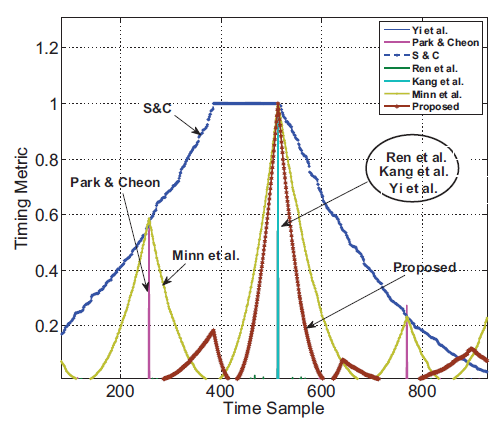 Yi et al.
Park & Cheon
S & C
Ren et al.
Kang et al.
Minn et al.
Proposed
1.2
1
0.8
0.6
0.4
0.2
200
400
600
800
Timing Metric
Time Sample
S&C
Park & Cheon
Minn et al.
Ren et al.
Kang et al.
Yi et al.
Proposed